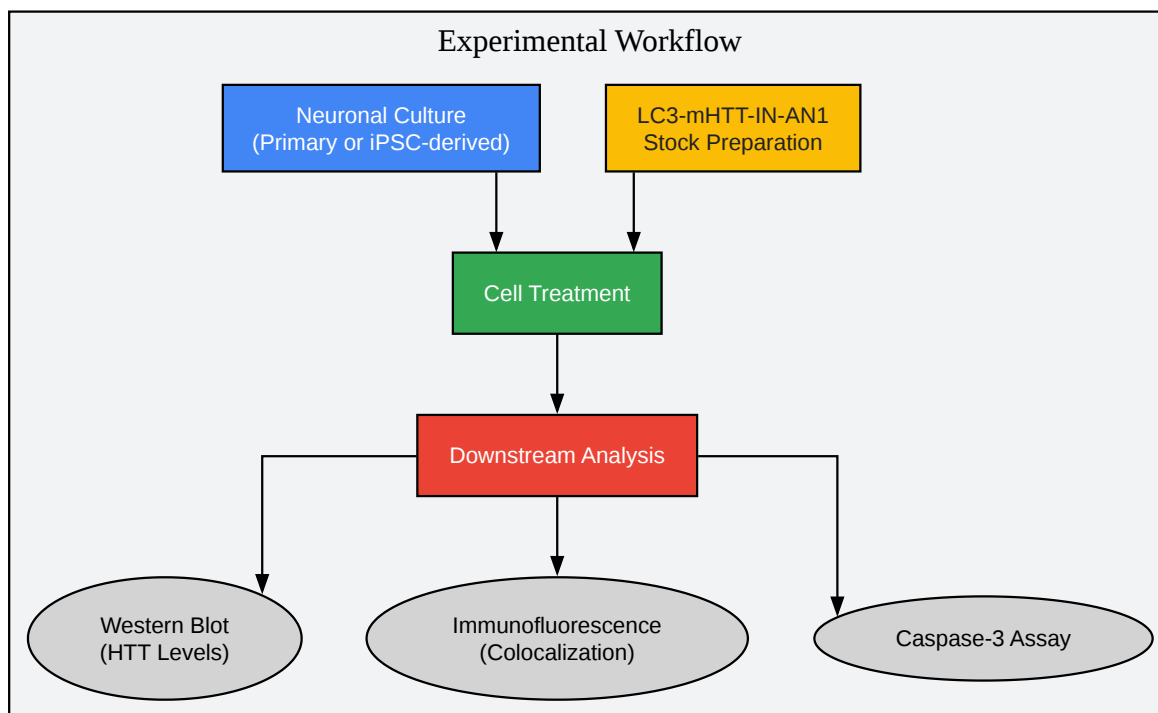 Experimental Workflow
Neuronal Culture
(Primary or iPSC-derived)
LC3-mHTT-IN-AN1
Stock Preparation
Cell Treatment
Downstream Analysis
Western Blot
(HTT Levels)
Immunofluorescence
(Colocalization)
Caspase-3 Assay